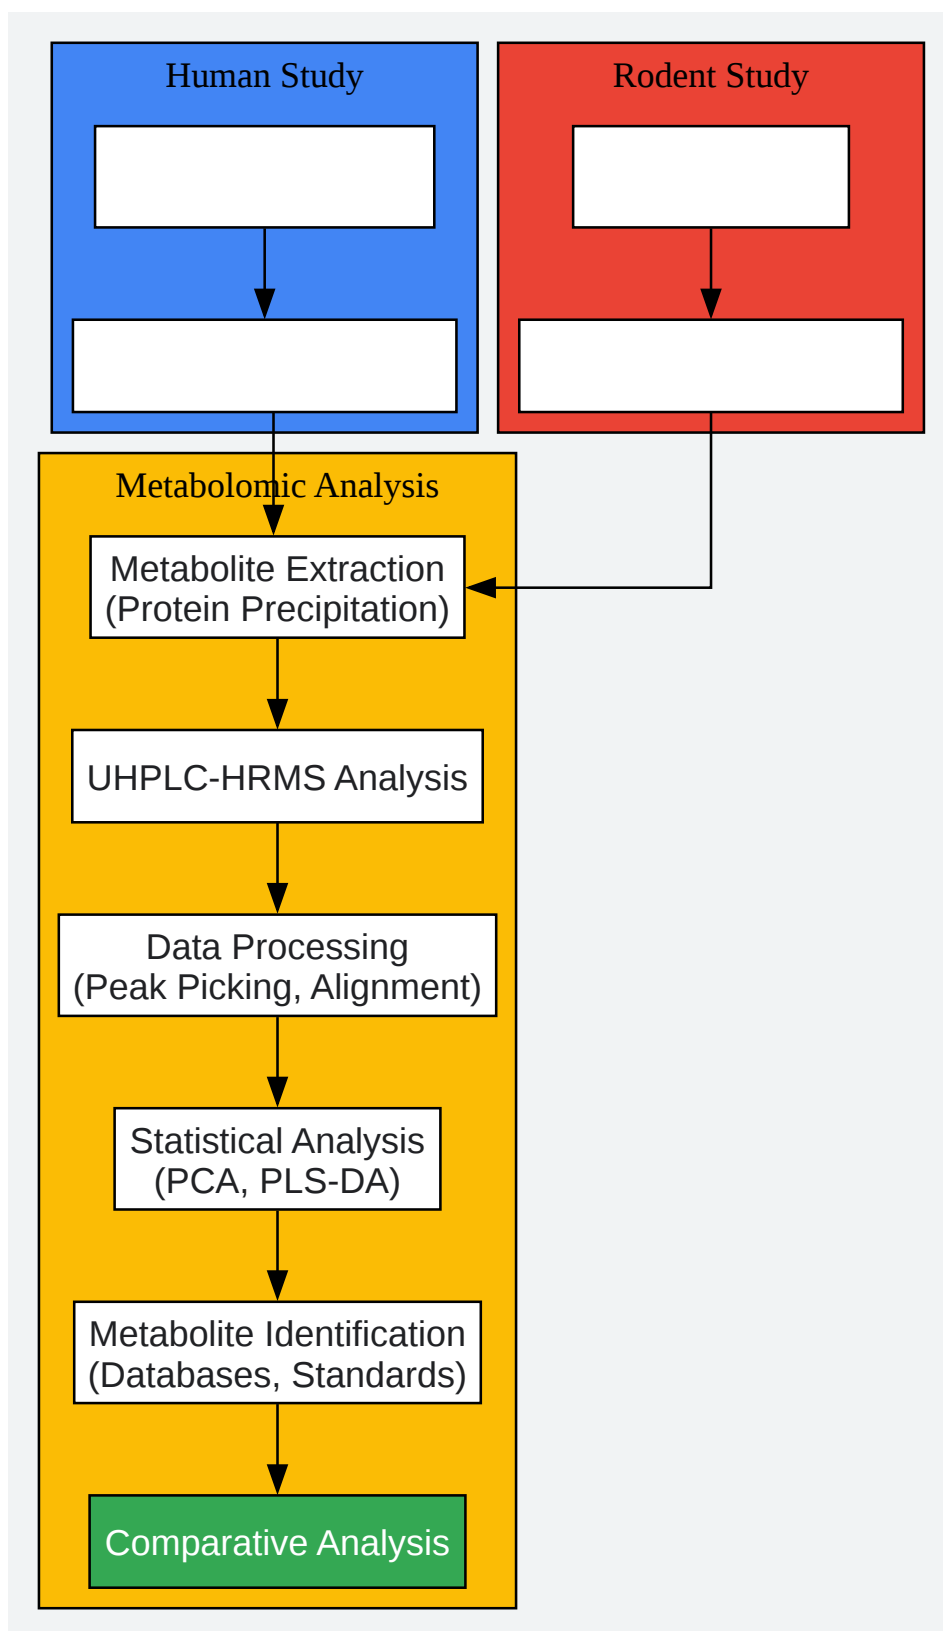 Human Study
Rodent Study
Metabolomic Analysis
Metabolite Extraction
(Protein Precipitation)
UHPLC-HRMS Analysis
Data Processing
(Peak Picking, Alignment)
Statistical Analysis
(PCA, PLS-DA)
Metabolite Identification
(Databases, Standards)
Comparative Analysis